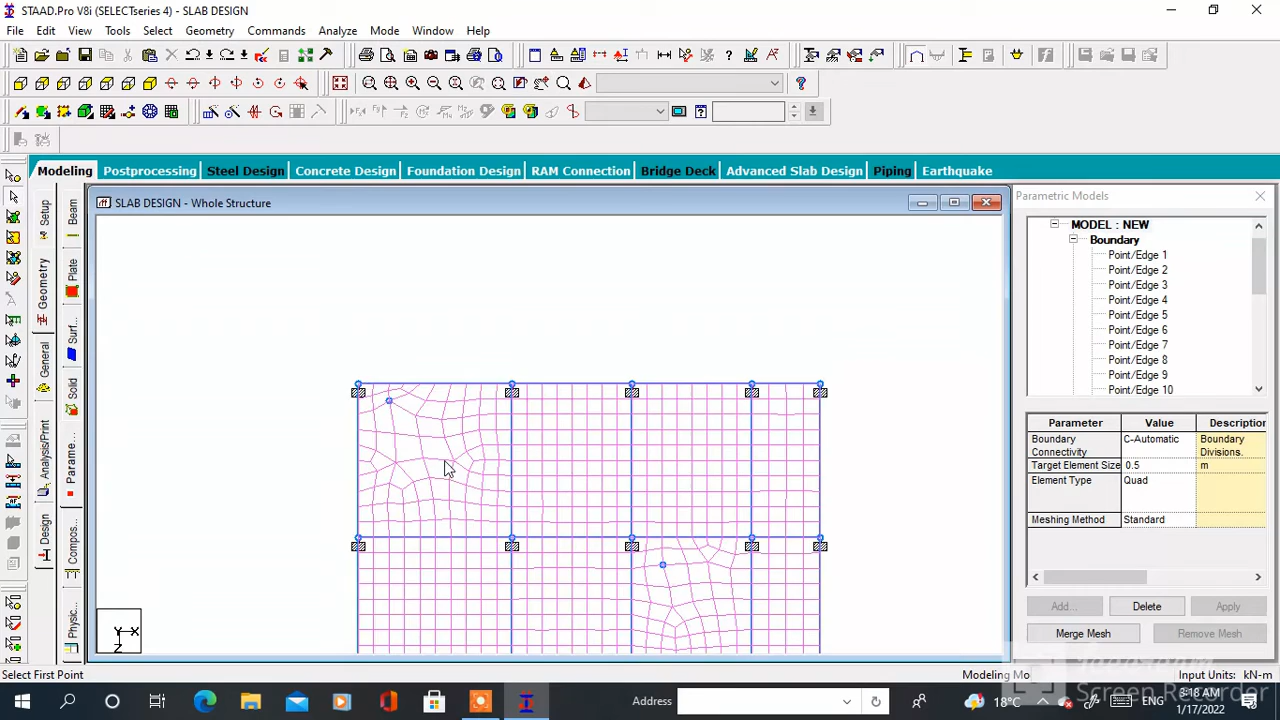 STAAD.Pro V8i (SELECTseries 4) - SLAB DESIGN
File Edit View Tools Select Geometry Commands Analyze Mode Window Help
Modeling Postprocessing Steel Design Concrete Design Foundation Design RAM Connection Bridge Deck Advanced Slab Design Piping Earthquake
SLAB DESIGN - Whole Structure
Setup
Geometry
General
Analysis/Print
Design
Beam
Plate
Surf...
Solid
Parame...
Compos...
Physic...
Y X
Z
Parametric Models
MODEL : NEW
Boundary
Point/Edge 1
Point/Edge 2
Point/Edge 3
Point/Edge 4
Point/Edge 5
Point/Edge 6
Point/Edge 7
Point/Edge 8
Point/Edge 9
Point/Edge 10
Parameter Value Descriptio
Boundary Connectivity C-Automatic Boundary Divisions.
Target Element Size 0.5 m
Element Type Quad
Meshing Method Standard
Add... Delete Apply
Merge Mesh Remove Mesh
Select First Point Modeling Mo Input Units: kN-m
Screen Recorder
Address 18°C ENG 3:18 AM
1/17/2022